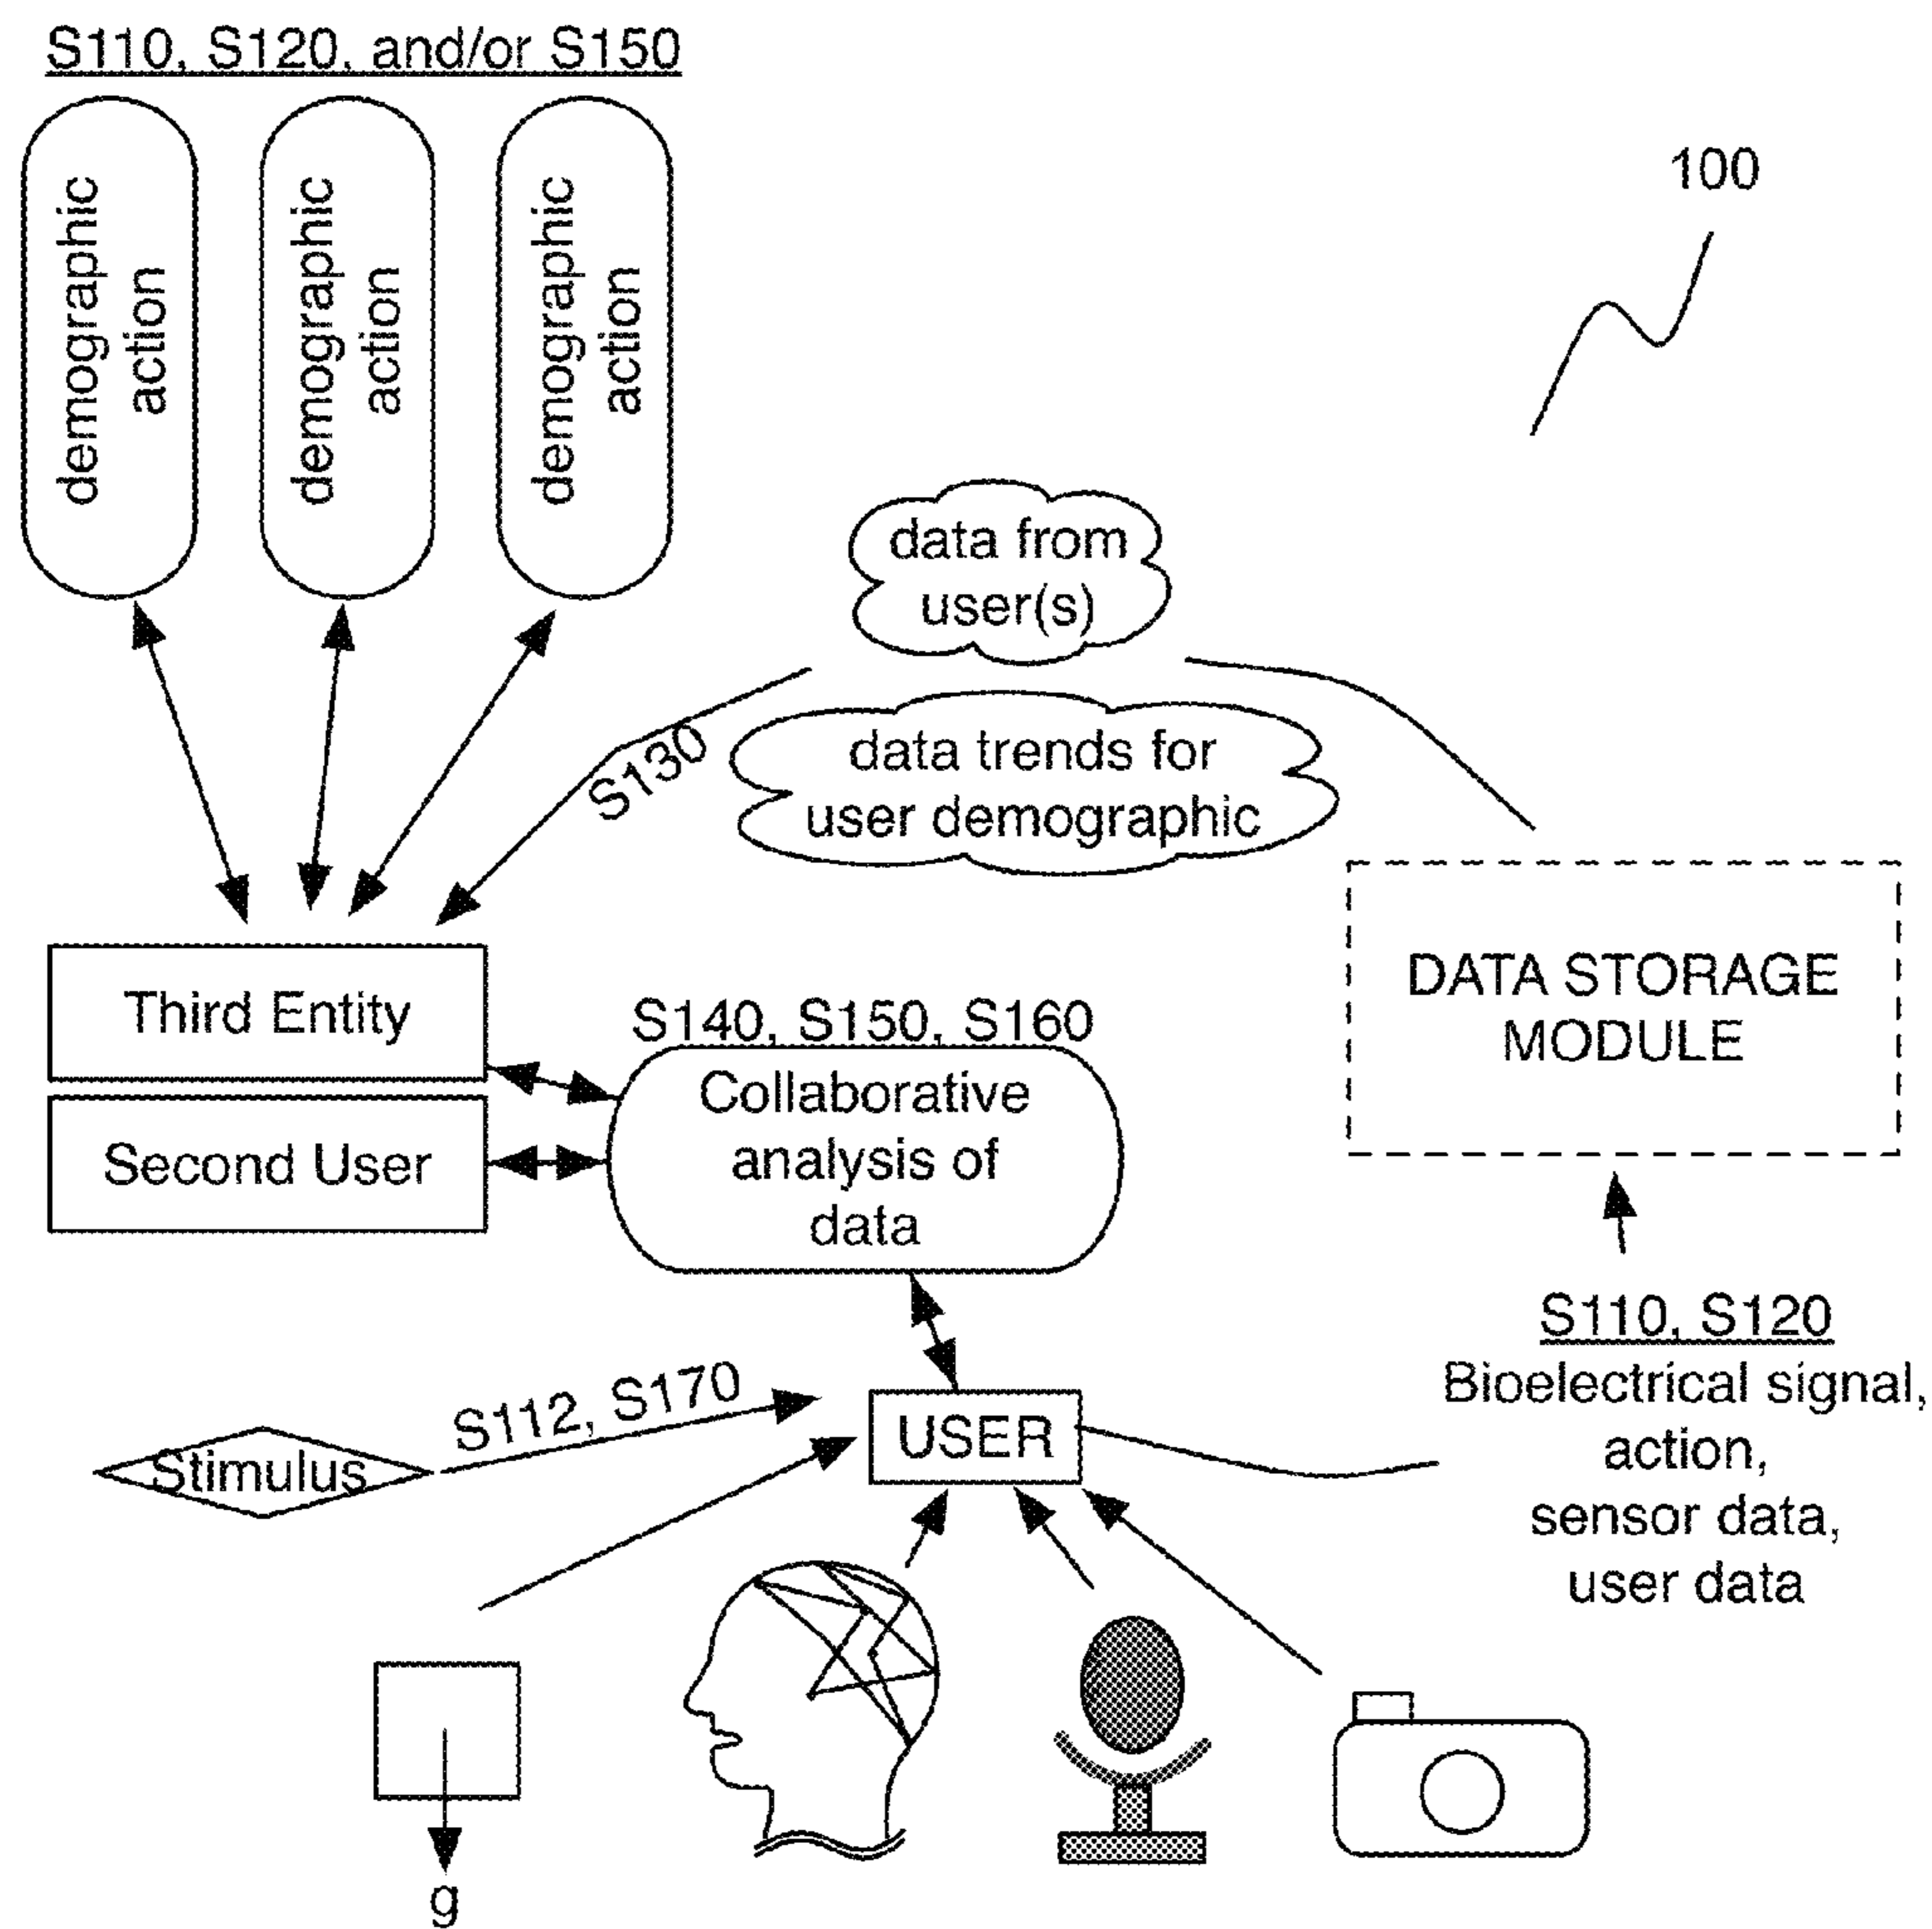 S110, S120, and/or S150
demographic
action
demographic
action
demographic
action
100
data from
user(s)
S130
data trends for
user demographic
Third Entity
Second User
S140, S150, S160
Collaborative
analysis of
data
DATA STORAGE
MODULE
S110, S120
Bioelectrical signal,
action,
sensor data,
user data
Stimulus
S112, S170
USER
g